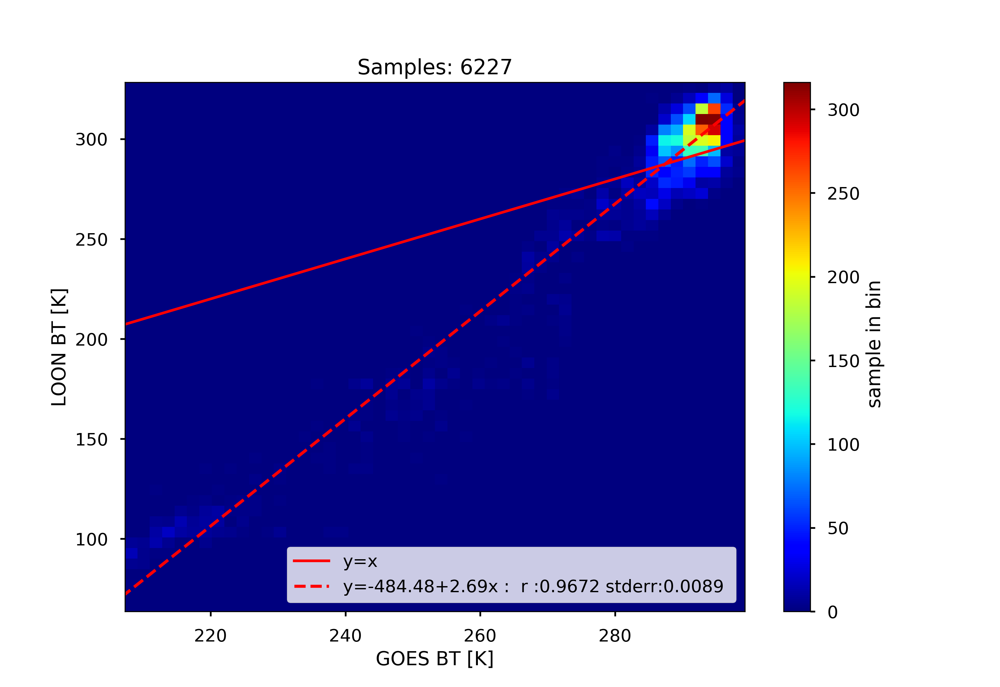 Samples: 6227
300
250
200
150
100
LOON BT [K]
220 240 260 280
GOES BT [K]
y=x
y=-484.48+2.69x :  r :0.9672 stderr:0.0089
300
250
200
150
100
50
0
sample in bin